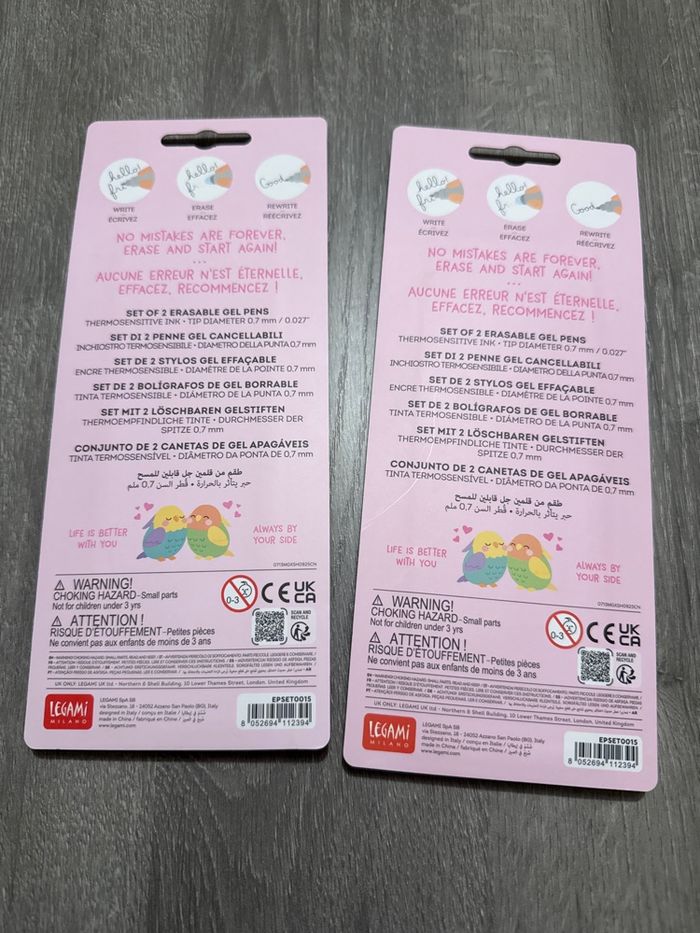 hello!
fri
hello!
fr
Good
WRITE
ÉCRIVEZ
ERASE
EFFACEZ
REWRITE
RÉÉCRIVEZ
NO MISTAKES ARE FOREVER,
ERASE AND START AGAIN!
...
AUCUNE ERREUR N'EST ÉTERNELLE,
EFFACEZ, RECOMMENCEZ !
SET OF 2 ERASABLE GEL PENS
THERMOSENSITIVE INK • TIP DIAMETER 0.7 mm / 0.027"
SET DI 2 PENNE GEL CANCELLABILI
INCHIOSTRO TERMOSENSIBILE • DIAMETRO DELLA PUNTA 0,7 mm
SET DE 2 STYLOS GEL EFFAÇABLE
ENCRE THERMOSENSIBLE • DIAMÈTRE DE LA POINTE 0,7 mm
SET DE 2 BOLÍGRAFOS DE GEL BORRABLE
TINTA TERMOSENSIBLE • DIÁMETRO DE LA PUNTA 0,7 mm
SET MIT 2 LÖSCHBAREN GELSTIFTEN
THERMOEMPFINDLICHE TINTE • DURCHMESSER DER
SPITZE 0,7 mm
CONJUNTO DE 2 CANETAS DE GEL APAGÁVEIS
TINTA TERMOSSENSÍVEL • DIÂMETRO DA PONTA DE 0,7 mm
طقم من قلمين جل قابلين للمسح
حبر يتأثر بالحرارة • قُطر السن 0.7 ملم
LIFE IS BETTER
WITH YOU
ALWAYS BY
YOUR SIDE
0713MGXSH0825CN
WARNING!
CHOKING HAZARD–Small parts
Not for children under 3 yrs
ATTENTION !
RISQUE D'ÉTOUFFEMENT–Petites pièces
Ne convient pas aux enfants de moins de 3 ans
0-3
CE
UK
CA
SCAN AND
RECYCLE
UK ONLY: LEGAMI UK ltd. - Northern & Shell Building, 10 Lower Thames Street, London. United Kingdom
LEGAMI
MILANO
LEGAMI SpA SB
via Stezzano, 18 - 24052 Azzano San Paolo (BG), Italy
designed in Italy / conçu en Italie /
made in China / fabriqué en Chine /
www.legami.com
EPSET0015
8 052694 112394
hello!
fri
hello!
fr
Good
WRITE
ÉCRIVEZ
ERASE
EFFACEZ
REWRITE
RÉÉCRIVEZ
NO MISTAKES ARE FOREVER,
ERASE AND START AGAIN!
...
AUCUNE ERREUR N'EST ÉTERNELLE,
EFFACEZ, RECOMMENCEZ !
SET OF 2 ERASABLE GEL PENS
THERMOSENSITIVE INK • TIP DIAMETER 0.7 mm / 0.027"
SET DI 2 PENNE GEL CANCELLABILI
INCHIOSTRO TERMOSENSIBILE • DIAMETRO DELLA PUNTA 0,7 mm
SET DE 2 STYLOS GEL EFFAÇABLE
ENCRE THERMOSENSIBLE • DIAMÈTRE DE LA POINTE 0,7 mm
SET DE 2 BOLÍGRAFOS DE GEL BORRABLE
TINTA TERMOSENSIBLE • DIÁMETRO DE LA PUNTA 0,7 mm
SET MIT 2 LÖSCHBAREN GELSTIFTEN
THERMOEMPFINDLICHE TINTE • DURCHMESSER DER
SPITZE 0,7 mm
CONJUNTO DE 2 CANETAS DE GEL APAGÁVEIS
TINTA TERMOSSENSÍVEL • DIÂMETRO DA PONTA DE 0,7 mm
طقم من قلمين جل قابلين للمسح
حبر يتأثر بالحرارة • قُطر السن 0.7 ملم
LIFE IS BETTER
WITH YOU
ALWAYS BY
YOUR SIDE
0713MGXSH0825CN
WARNING!
CHOKING HAZARD–Small parts
Not for children under 3 yrs
ATTENTION !
RISQUE D'ÉTOUFFEMENT–Petites pièces
Ne convient pas aux enfants de moins de 3 ans
0-3
CE
UK
CA
SCAN AND
RECYCLE
UK ONLY: LEGAMI UK ltd. - Northern & Shell Building, 10 Lower Thames Street, London. United Kingdom
LEGAMI
MILANO
LEGAMI SpA SB
via Stezzano, 18 - 24052 Azzano San Paolo (BG), Italy
designed in Italy / conçu en Italie /
made in China / fabriqué en Chine /
www.legami.com
EPSET0015
8 052694 112394